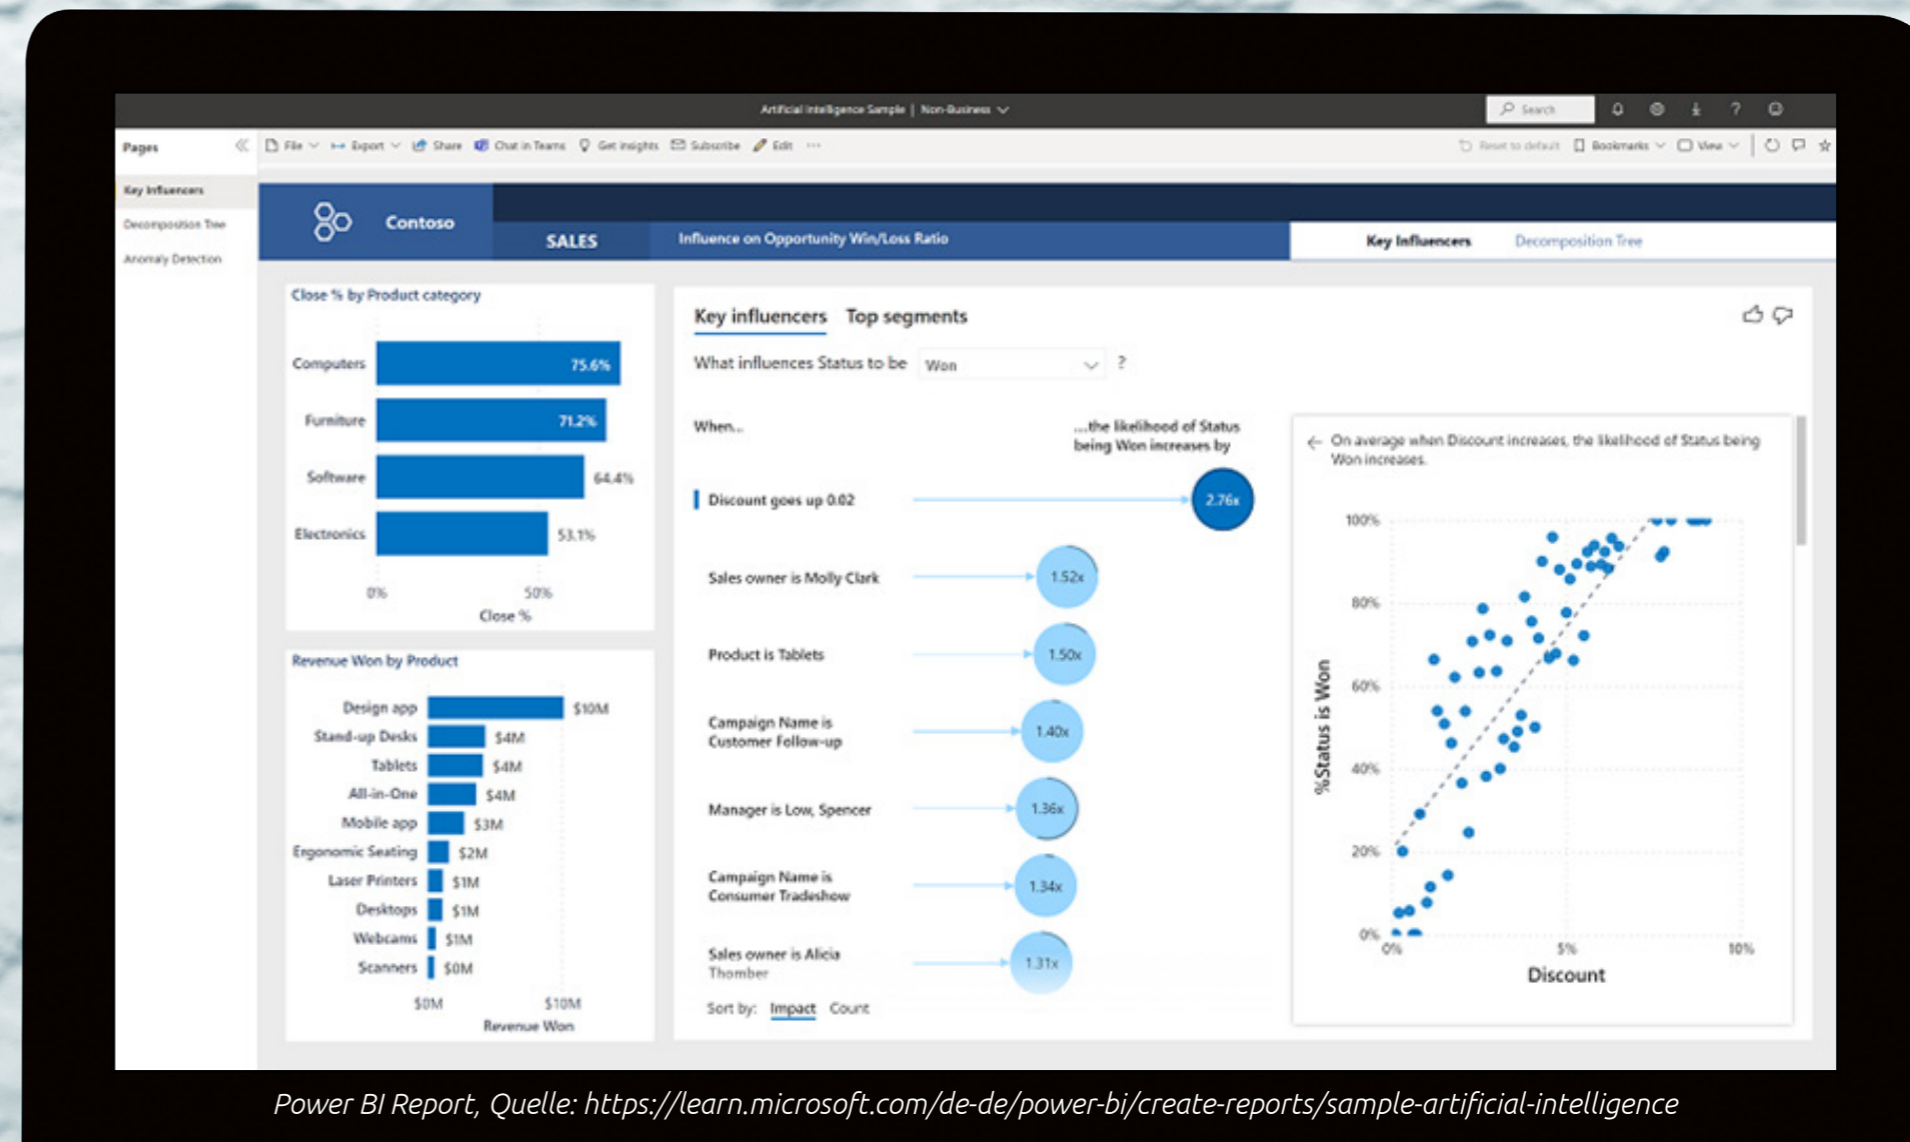 Artificial Intelligence Sample | Non-Business
Search
?
Pages
File
Export
Share
Chat in Teams
Get insights
Subscribe
Edit
...
Reset to default
Bookmarks
View
Key Influencers
Decomposition Tree
Anomaly Detection
Contoso
SALES
Influence on Opportunity Win/Loss Ratio
Key Influencers
Decomposition Tree
Close % by Product category
Computers 75.6%
Furniture 71.2%
Software 64.4%
Electronics 53.1%
0% 50%
Close %
Revenue Won by Product
Design app $10M
Stand-up Desks $4M
Tablets $4M
All-in-One $4M
Mobile app $3M
Ergonomic Seating $2M
Laser Printers $1M
Desktops $1M
Webcams $1M
Scanners $0M
$0M $10M
Revenue Won
Key influencers Top segments
What influences Status to be Won ?
When...
....the likelihood of Status
being Won increases by
Discount goes up 0.02 2.76x
Sales owner is Molly Clark 1.52x
Product is Tablets 1.50x
Campaign Name is
Customer Follow-up
1.40x
Manager is Low, Spencer 1.36x
Campaign Name is
Consumer Tradeshow
1.34x
Sales owner is Alicia
Thomber
1.31x
Sort by: Impact Count
On average when Discount increases, the likelihood of Status being
Won increases.
%Status is Won
100%
80%
60%
40%
20%
0%
0% 5% 10%
Discount
Power BI Report, Quelle: https://learn.microsoft.com/de-de/power-bi/create-reports/sample-artificial-intelligence